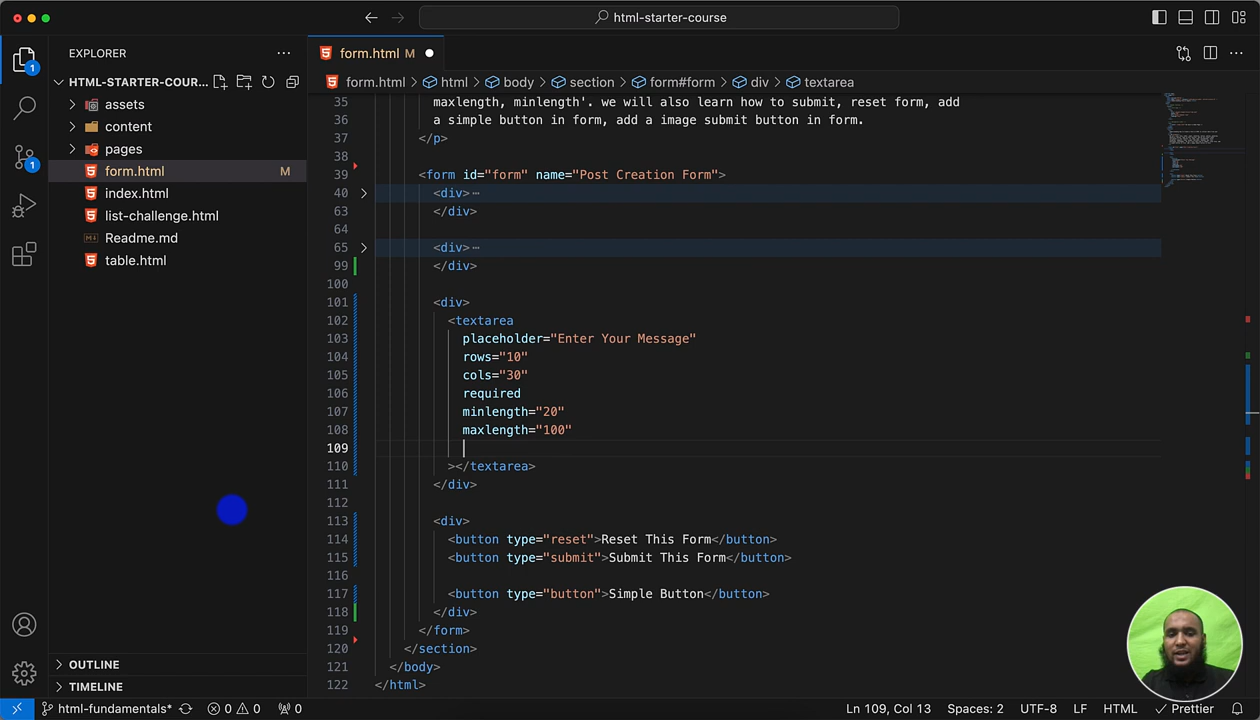 html-starter-course
EXPLORER
form.html M
HTML-STARTER-COUR...
form.html > html > body > section > form#form > div > textarea
assets
content
pages
form.html M
index.html
list-challenge.html
Readme.md
table.html
35 maxlength, minlength'. we will also learn how to submit, reset form, add
36 a simple button in form, add a image submit button in form.
37 </p>
38
39 <form id="form" name="Post Creation Form">
40 <div>⋯
63 </div>
64
65 <div>⋯
99 </div>
100
101 <div>
102 <textarea
103 placeholder="Enter Your Message"
104 rows="10"
105 cols="30"
106 required
107 minlength="20"
108 maxlength="100"
109
110 ></textarea>
111 </div>
112
113 <div>
114 <button type="reset">Reset This Form</button>
115 <button type="submit">Submit This Form</button>
116
117 <button type="button">Simple Button</button>
118 </div>
119 </form>
120 </section>
121 </body>
122 </html>
1
1
OUTLINE
TIMELINE
html-fundamentals* 0 0 0 Ln 109, Col 13 Spaces: 2 UTF-8 LF HTML Prettier